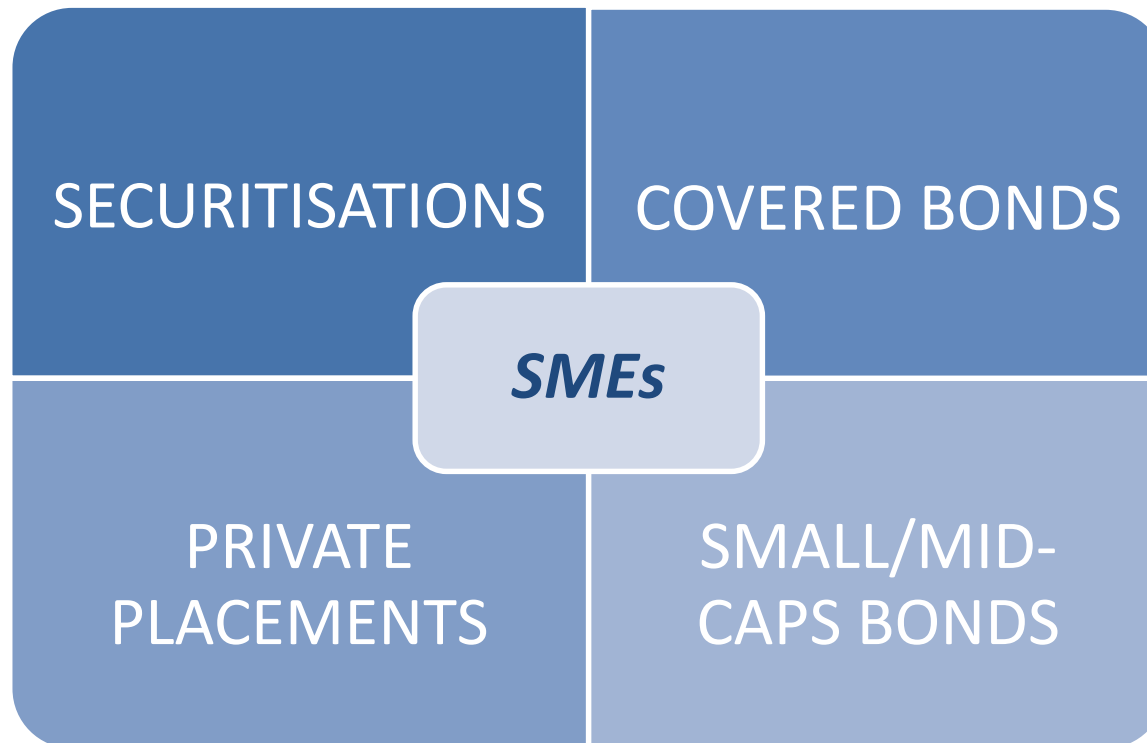 SECURITISATIONS
COVERED BONDS
SMEs
PRIVATE
PLACEMENTS
SMALL/MID-
CAPS BONDS